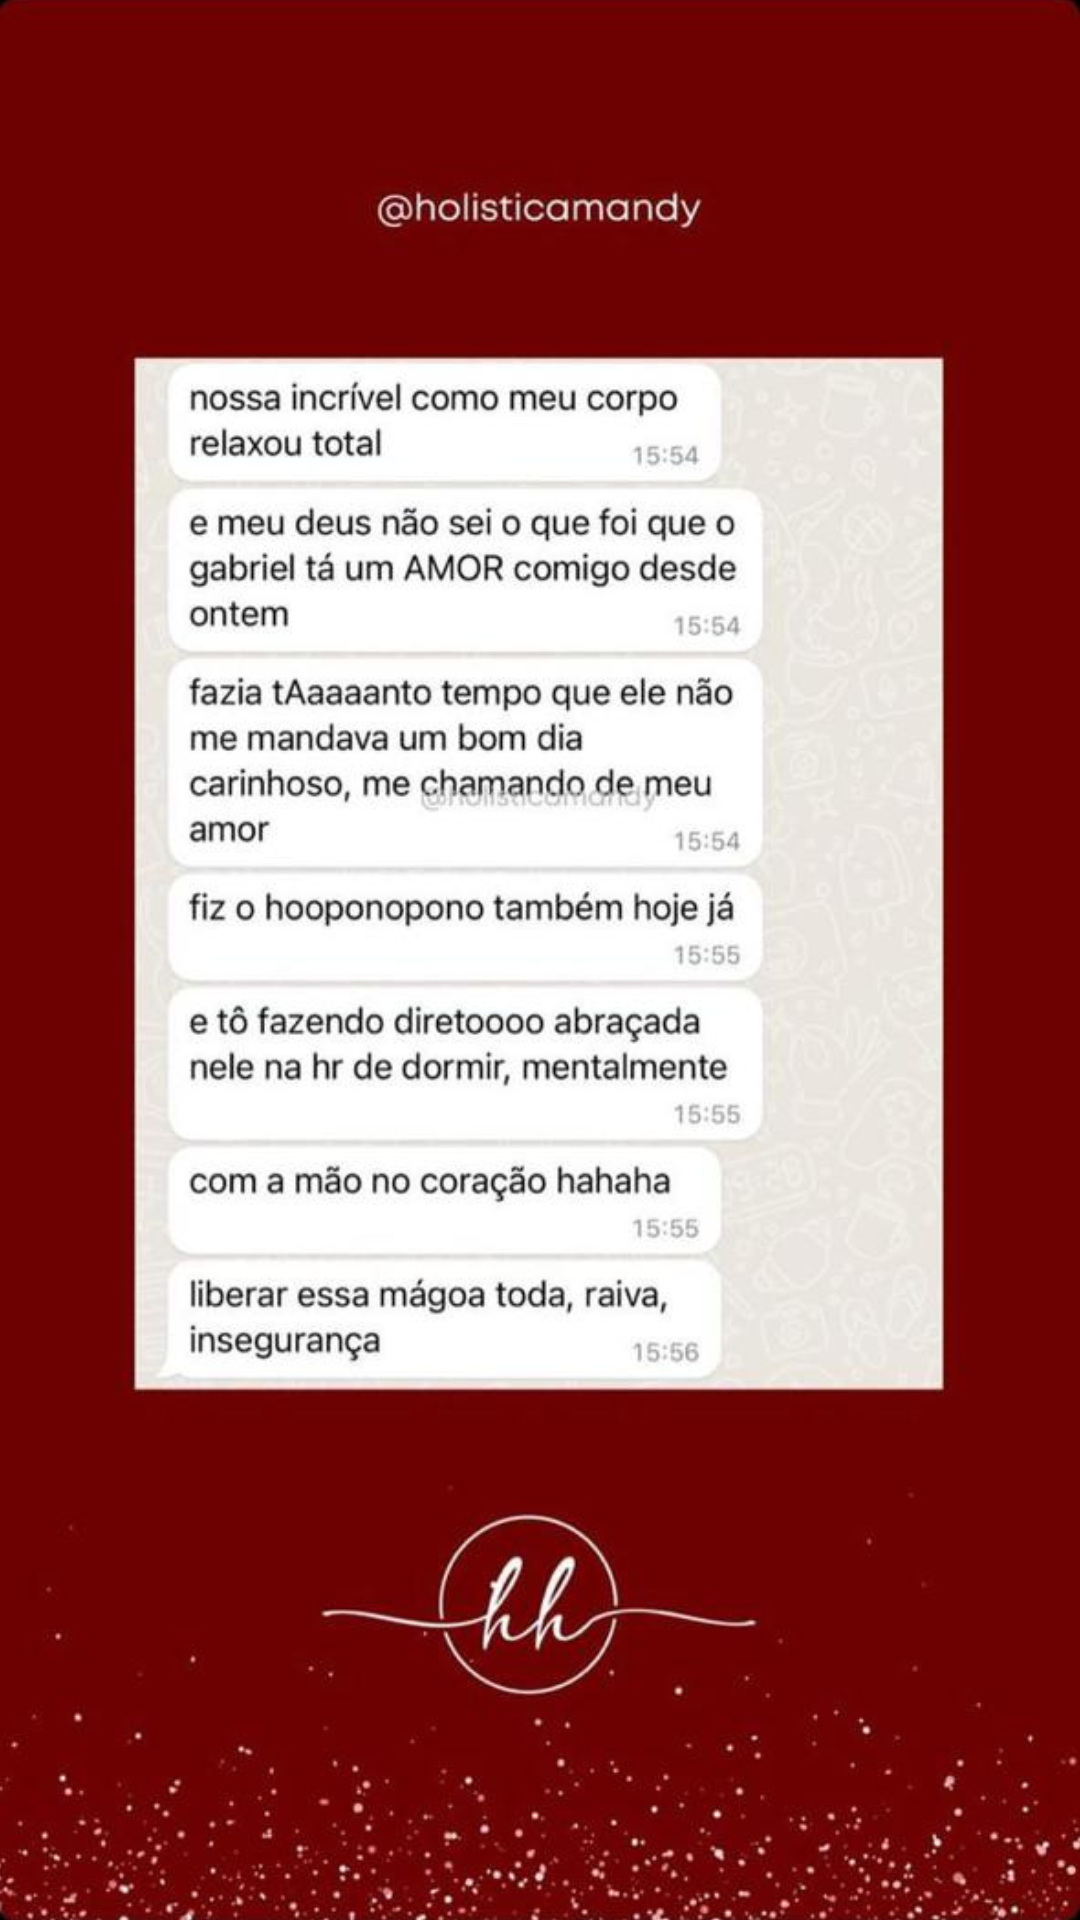 @holisticamandy
nossa incrível como meu corpo
relaxou total
15:54
e meu deus não sei o que foi que o
gabriel tá um AMOR comigo desde
ontem
15:54
fazia tAaaaanto tempo que ele não
me mandava um bom dia
carinhoso, me chamando de meu
@holisticamandy
amor
15:54
fiz o hooponopono também hoje já
15:55
e tô fazendo diretoooo abraçada
nele na hr de dormir, mentalmente
15:55
com a mão no coração hahaha
15:55
liberar essa mágoa toda, raiva,
insegurança
15:56
hh